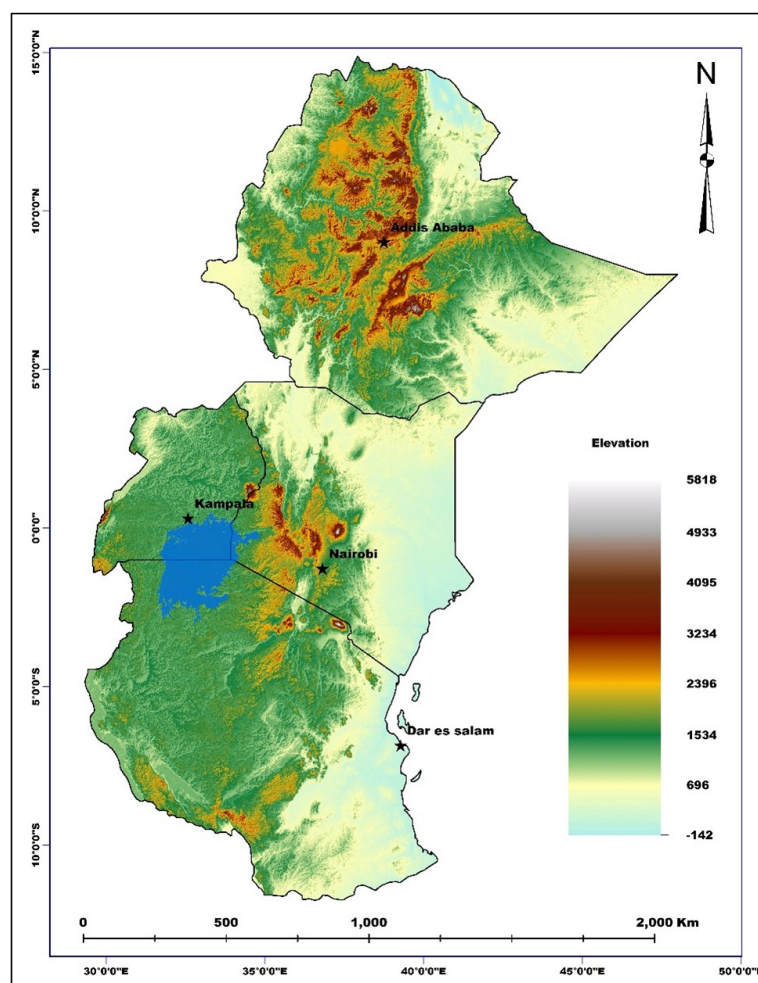 15°0'0"N
N
10°0'0"N
Addis Ababa
5°0'0"N
Elevation
5818
Kampala
4933
0°0'0"
Nairobi
4095
3234
5°0'0"S
2396
Dar es salam
1534
696
10°0'0"S
-142
0 500 1,000 2,000 Km
30°0'0"E 35°0'0"E 40°0'0"E 45°0'0"E 50°0'0"E